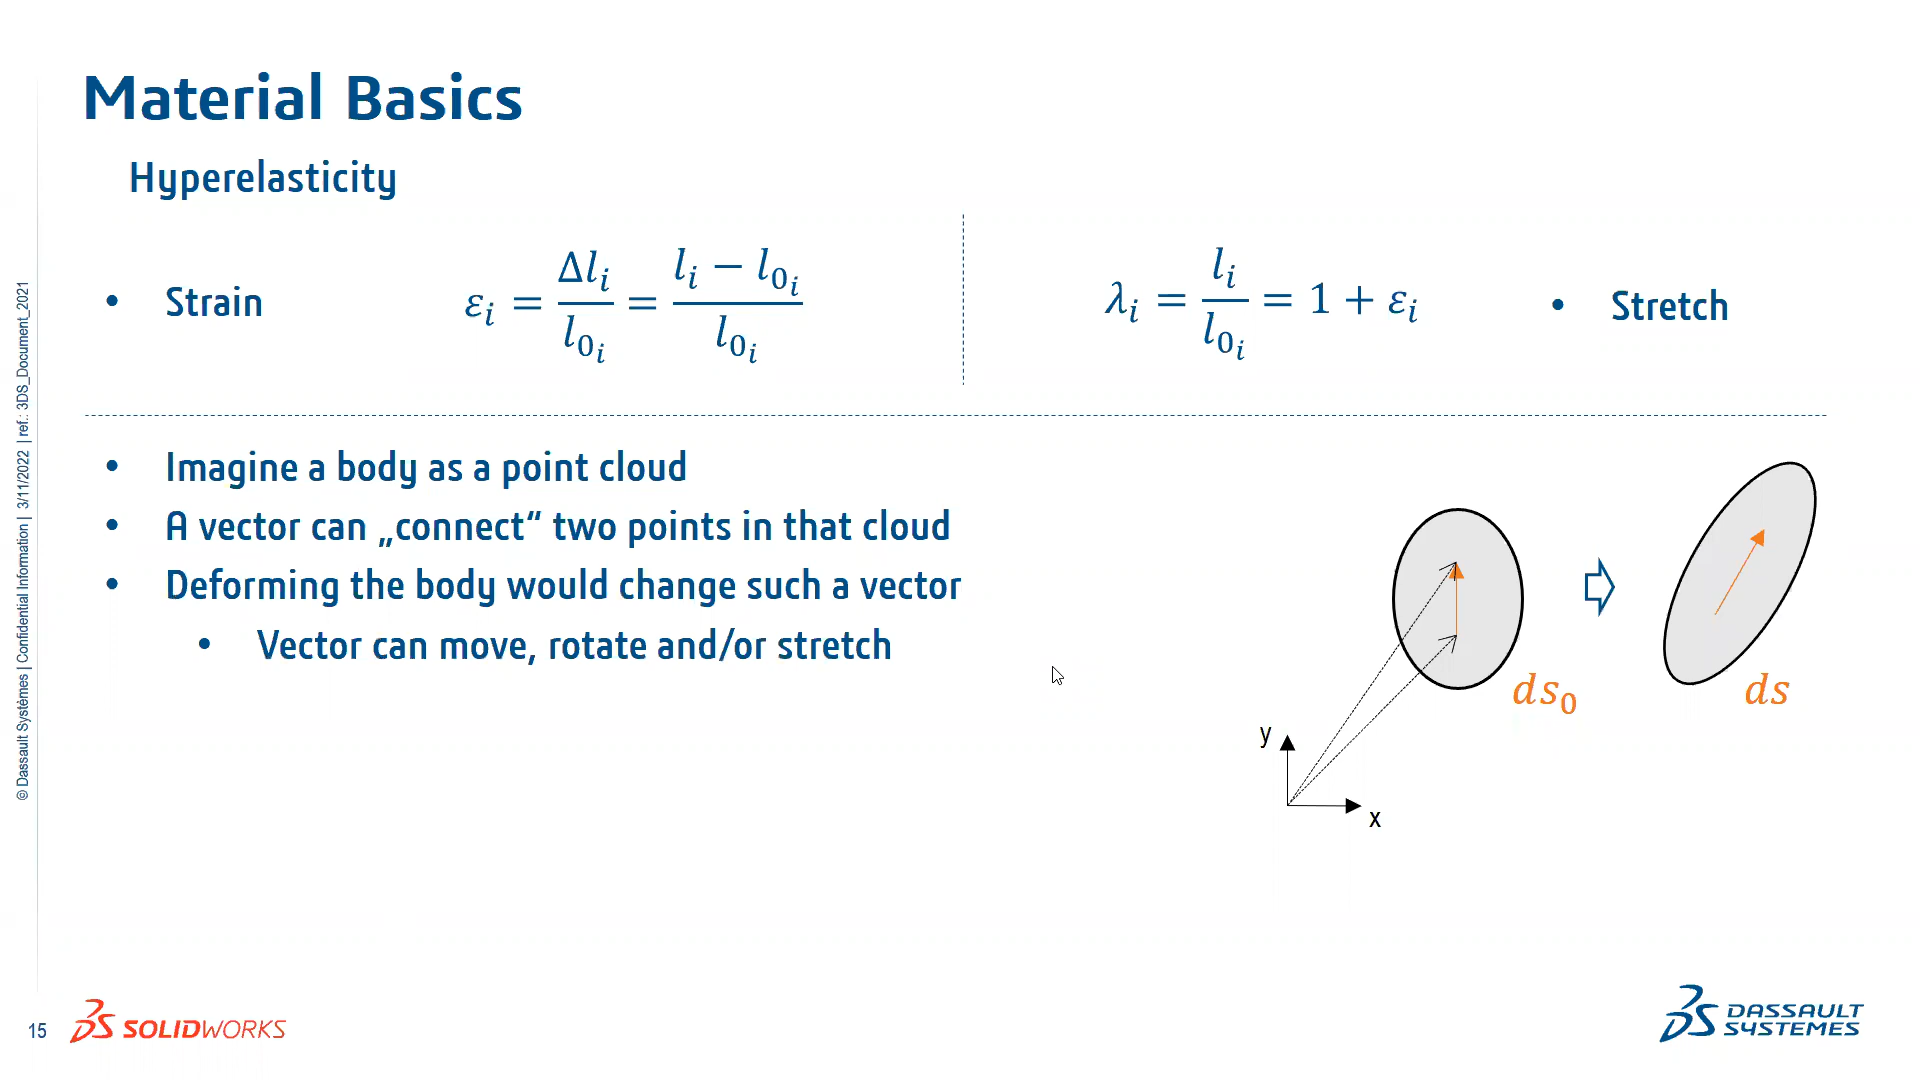 Material Basics
Hyperelasticity
• Strain
εᵢ = Δlᵢ / l₀ᵢ = (lᵢ − l₀ᵢ) / l₀ᵢ
λᵢ = lᵢ / l₀ᵢ = 1 + εᵢ
• Stretch
• Imagine a body as a point cloud
• A vector can „connect“ two points in that cloud
• Deforming the body would change such a vector
• Vector can move, rotate and/or stretch
ds₀
ds
y
x
© Dassault Systèmes | Confidential Information | 3/11/2022 | ref.: 3DS_Document_2021
15
SOLIDWORKS
DASSAULT
SYSTEMES